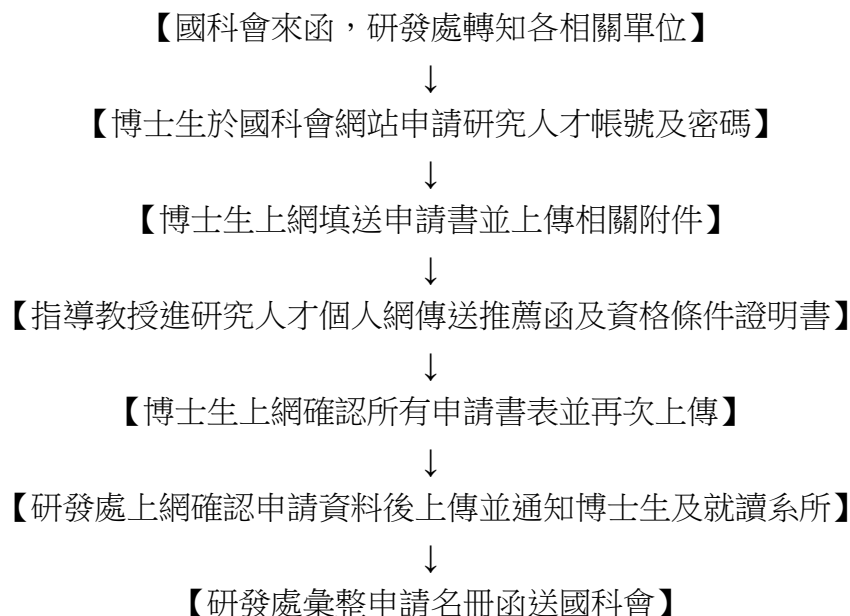 【國科會來函，研發處轉知各相關單位】
↓
【博士生於國科會網站申請研究人才帳號及密碼】
↓
【博士生上網填送申請書並上傳相關附件】
↓
【指導教授進研究人才個人網傳送推薦函及資格條件證明書】
↓
【博士生上網確認所有申請書表並再次上傳】
↓
【研發處上網確認申請資料後上傳並通知博士生及就讀系所】
↓
【研發處彙整申請名冊函送國科會】